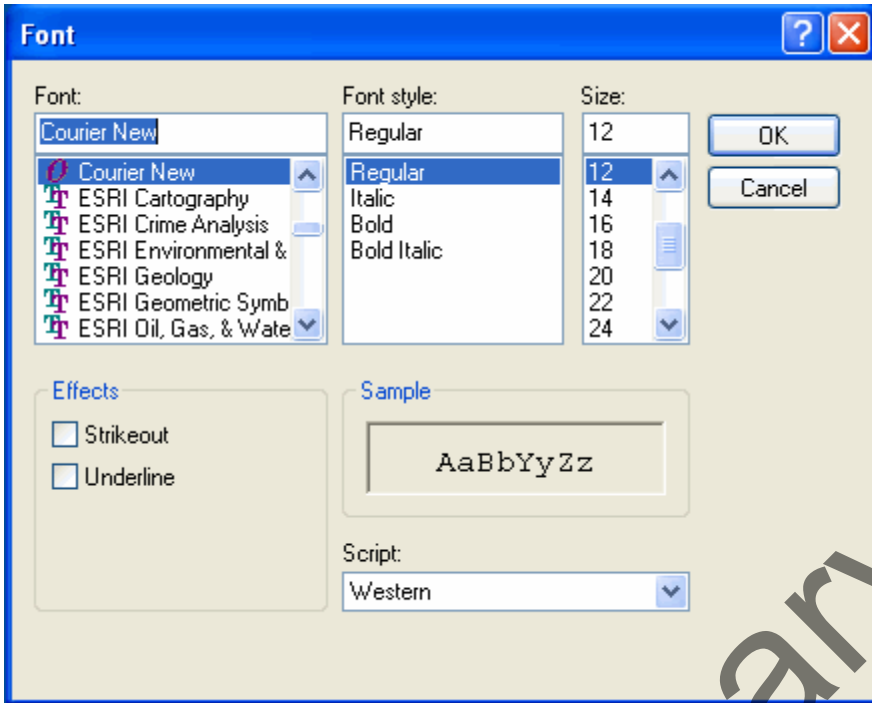 Font
Font:
Courier New
Courier New
ESRI Cartography
ESRI Crime Analysis
ESRI Environmental &
ESRI Geology
ESRI Geometric Symb
ESRI Oil, Gas, & Wate
Font style:
Regular
Regular
Italic
Bold
Bold Italic
Size:
12
12
14
16
18
20
22
24
OK
Cancel
Effects
Strikeout
Underline
Sample
AaBbYyZz
Script:
Western
ary